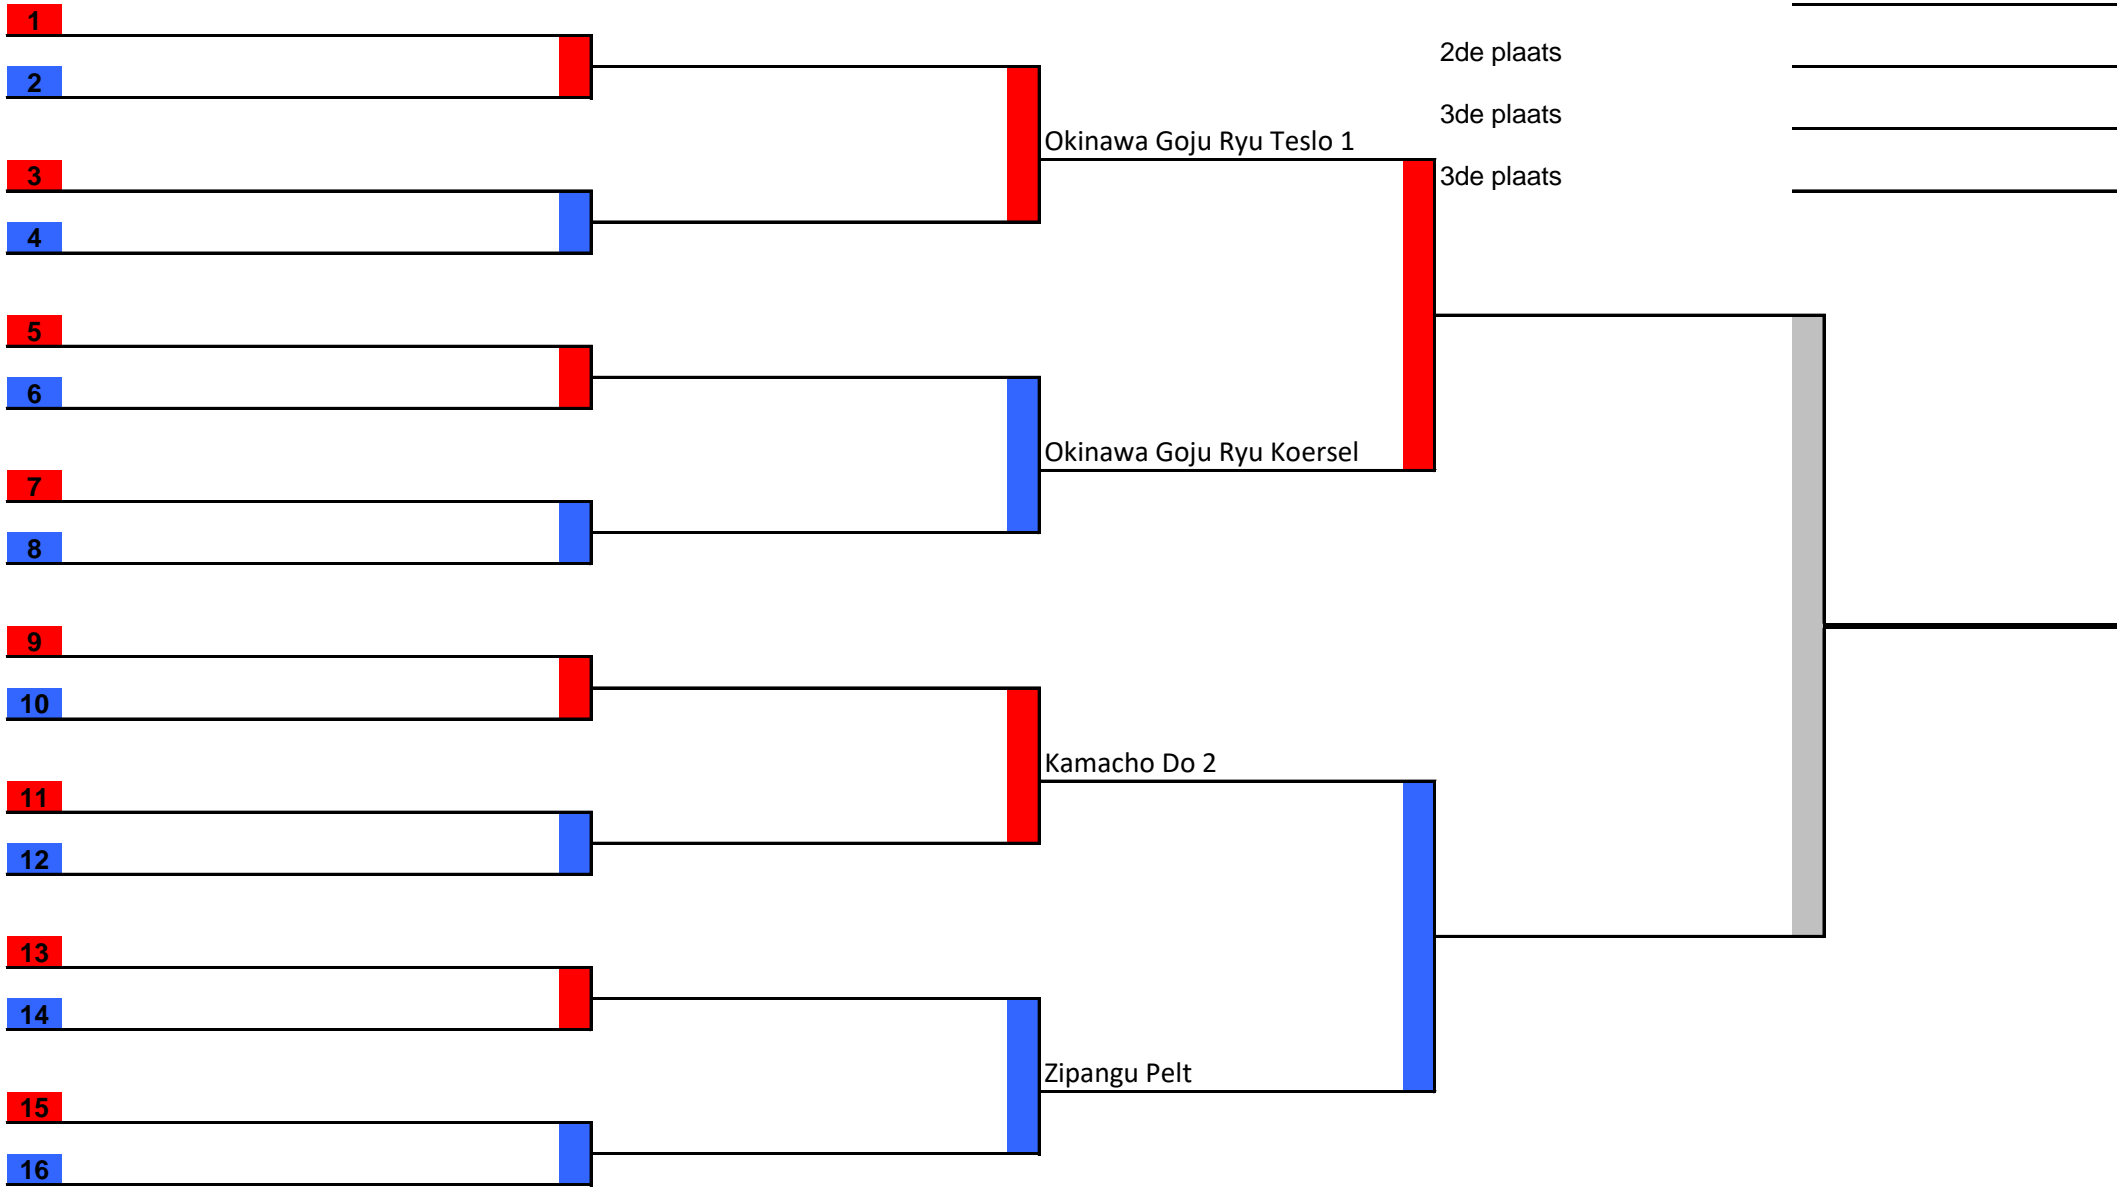 1
2de plaats
2
3de plaats
Okinawa Goju Ryu Teslo 1
3
3de plaats
4
5
6
Okinawa Goju Ryu Koersel
7
8
9
10
Kamacho Do 2
11
12
13
14
Zipangu Pelt
15
16